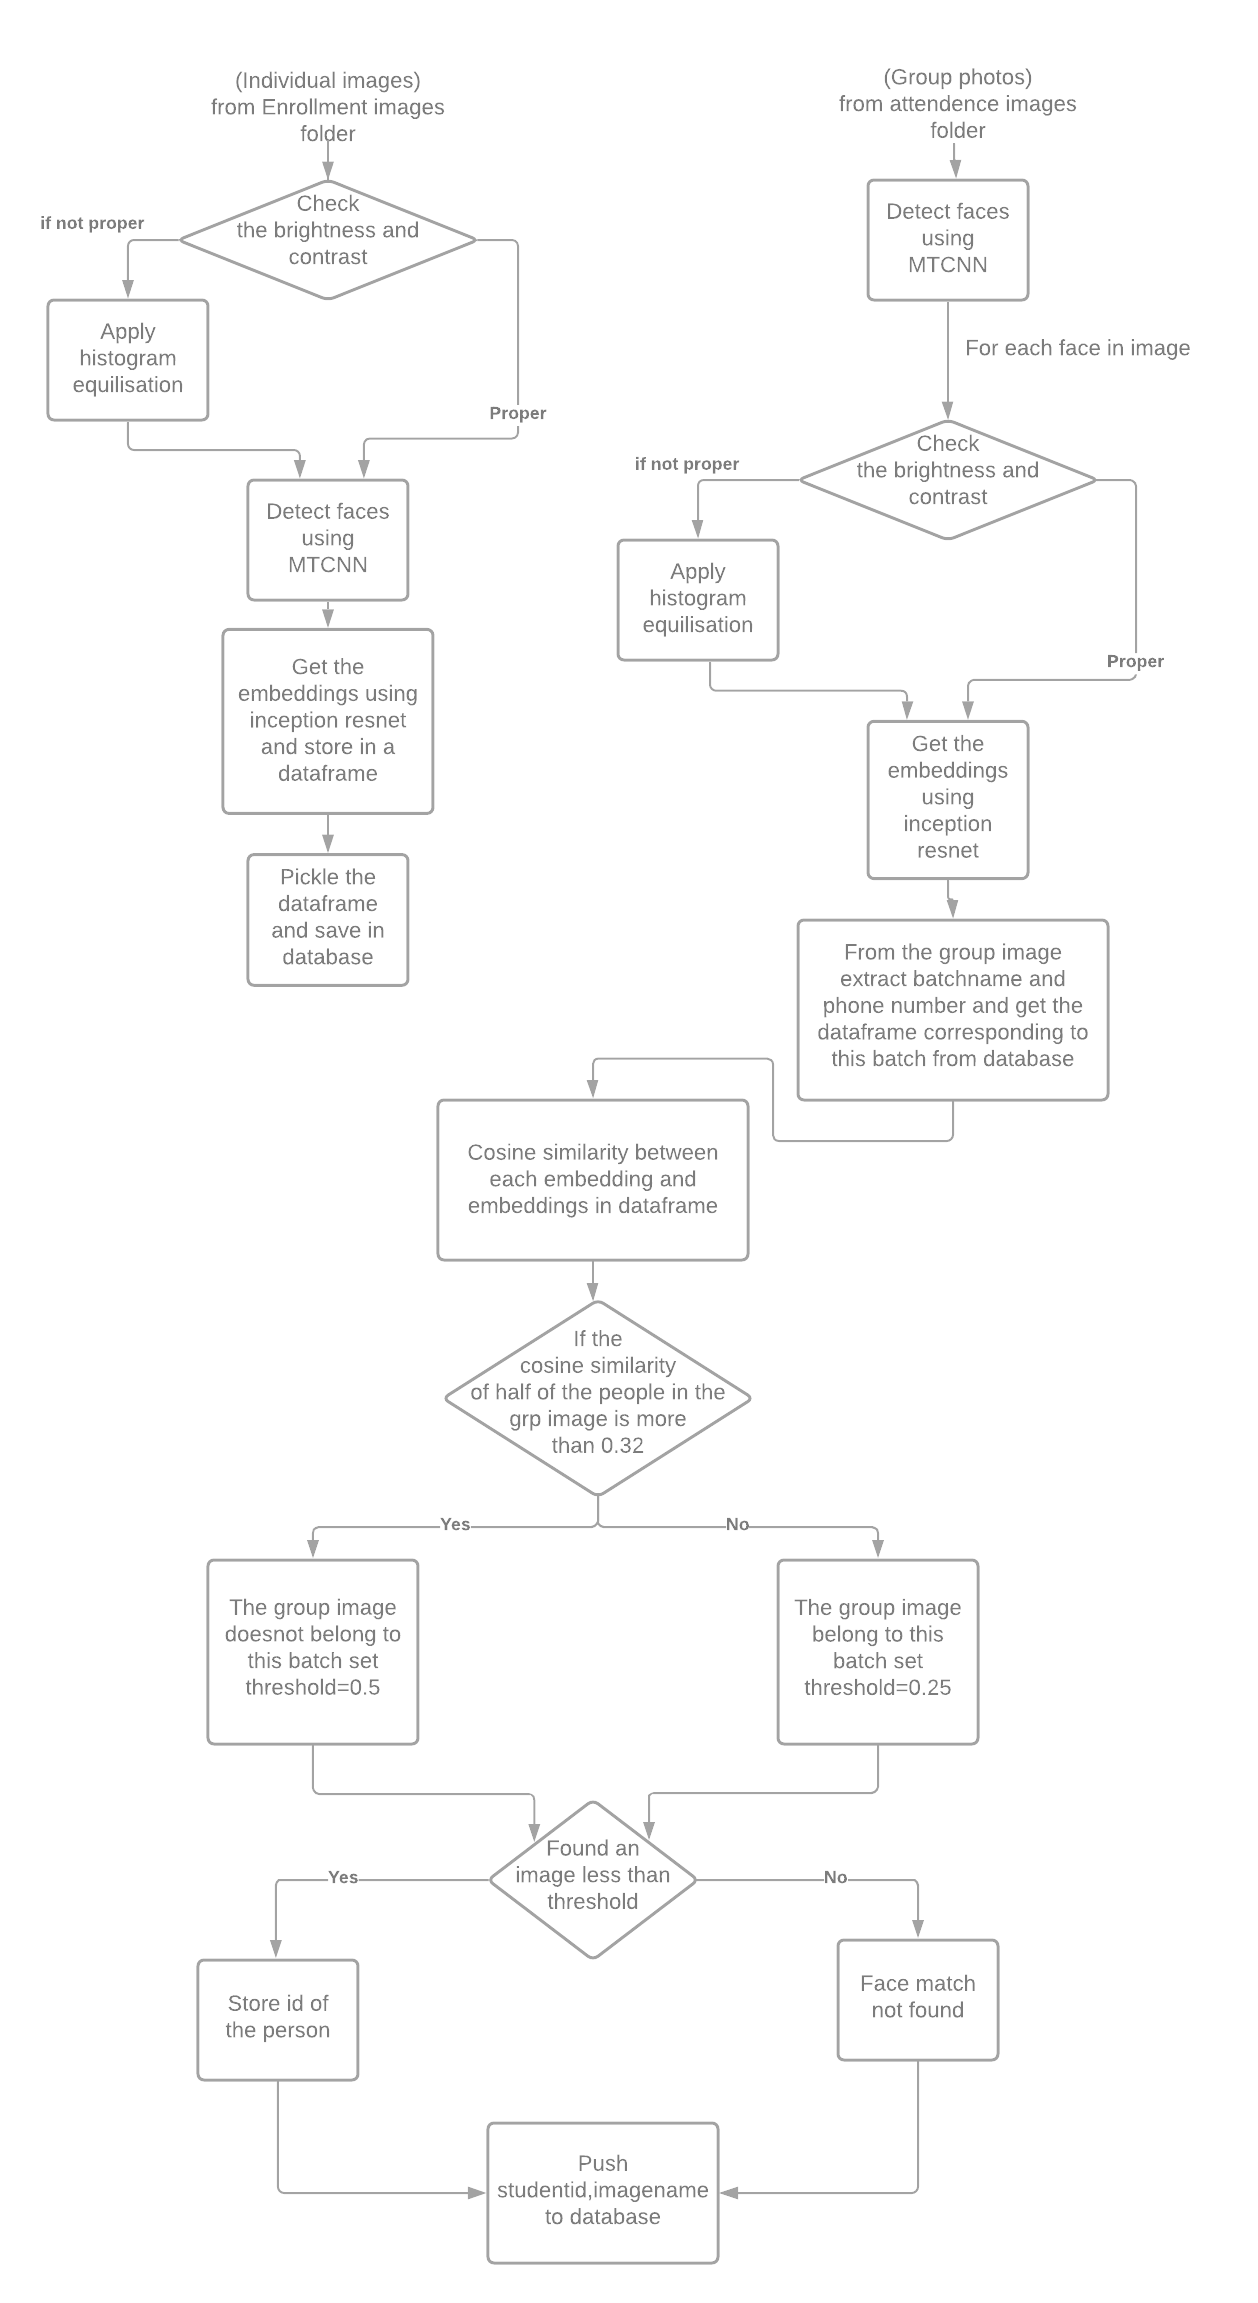 (Individual images)
from Enrollment images
folder
Check
the brightness and
contrast
if not proper
Apply
histogram
equilisation
Proper
Detect faces
using
MTCNN
Get the
embeddings using
inception resnet
and store in a
dataframe
Pickle the
dataframe
and save in
database
(Group photos)
from attendence images
folder
Detect faces
using
MTCNN
For each face in image
Check
the brightness and
contrast
if not proper
Apply
histogram
equilisation
Proper
Get the
embeddings
using
inception
resnet
From the group image
extract batchname and
phone number and get the
dataframe corresponding to
this batch from database
Cosine similarity between
each embedding and
embeddings in dataframe
If the
cosine similarity
of half of the people in the
grp image is more
than 0.32
Yes
No
The group image
doesnot belong to
this batch set
threshold=0.5
The group image
belong to this
batch set
threshold=0.25
Found an
image less than
threshold
Yes
No
Store id of
the person
Face match
not found
Push
studentid,imagename
to database